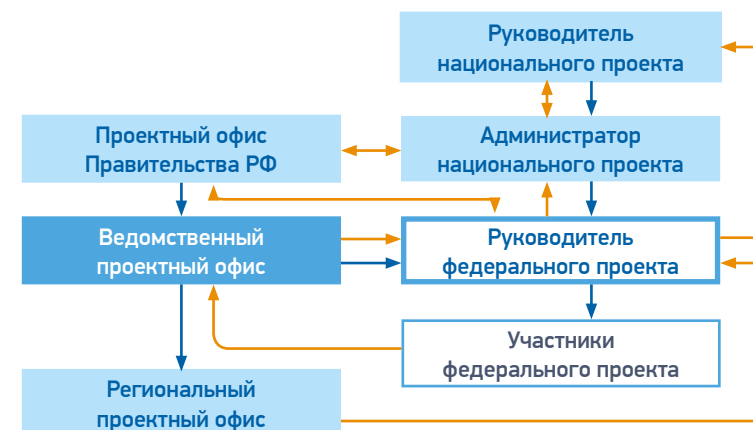 Руководитель
национального проекта
Проектный офис
Правительства РФ
Администратор
национального проекта
Ведомственный
проектный офис
Руководитель
федерального проекта
Участники
федерального проекта
Региональный
проектный офис